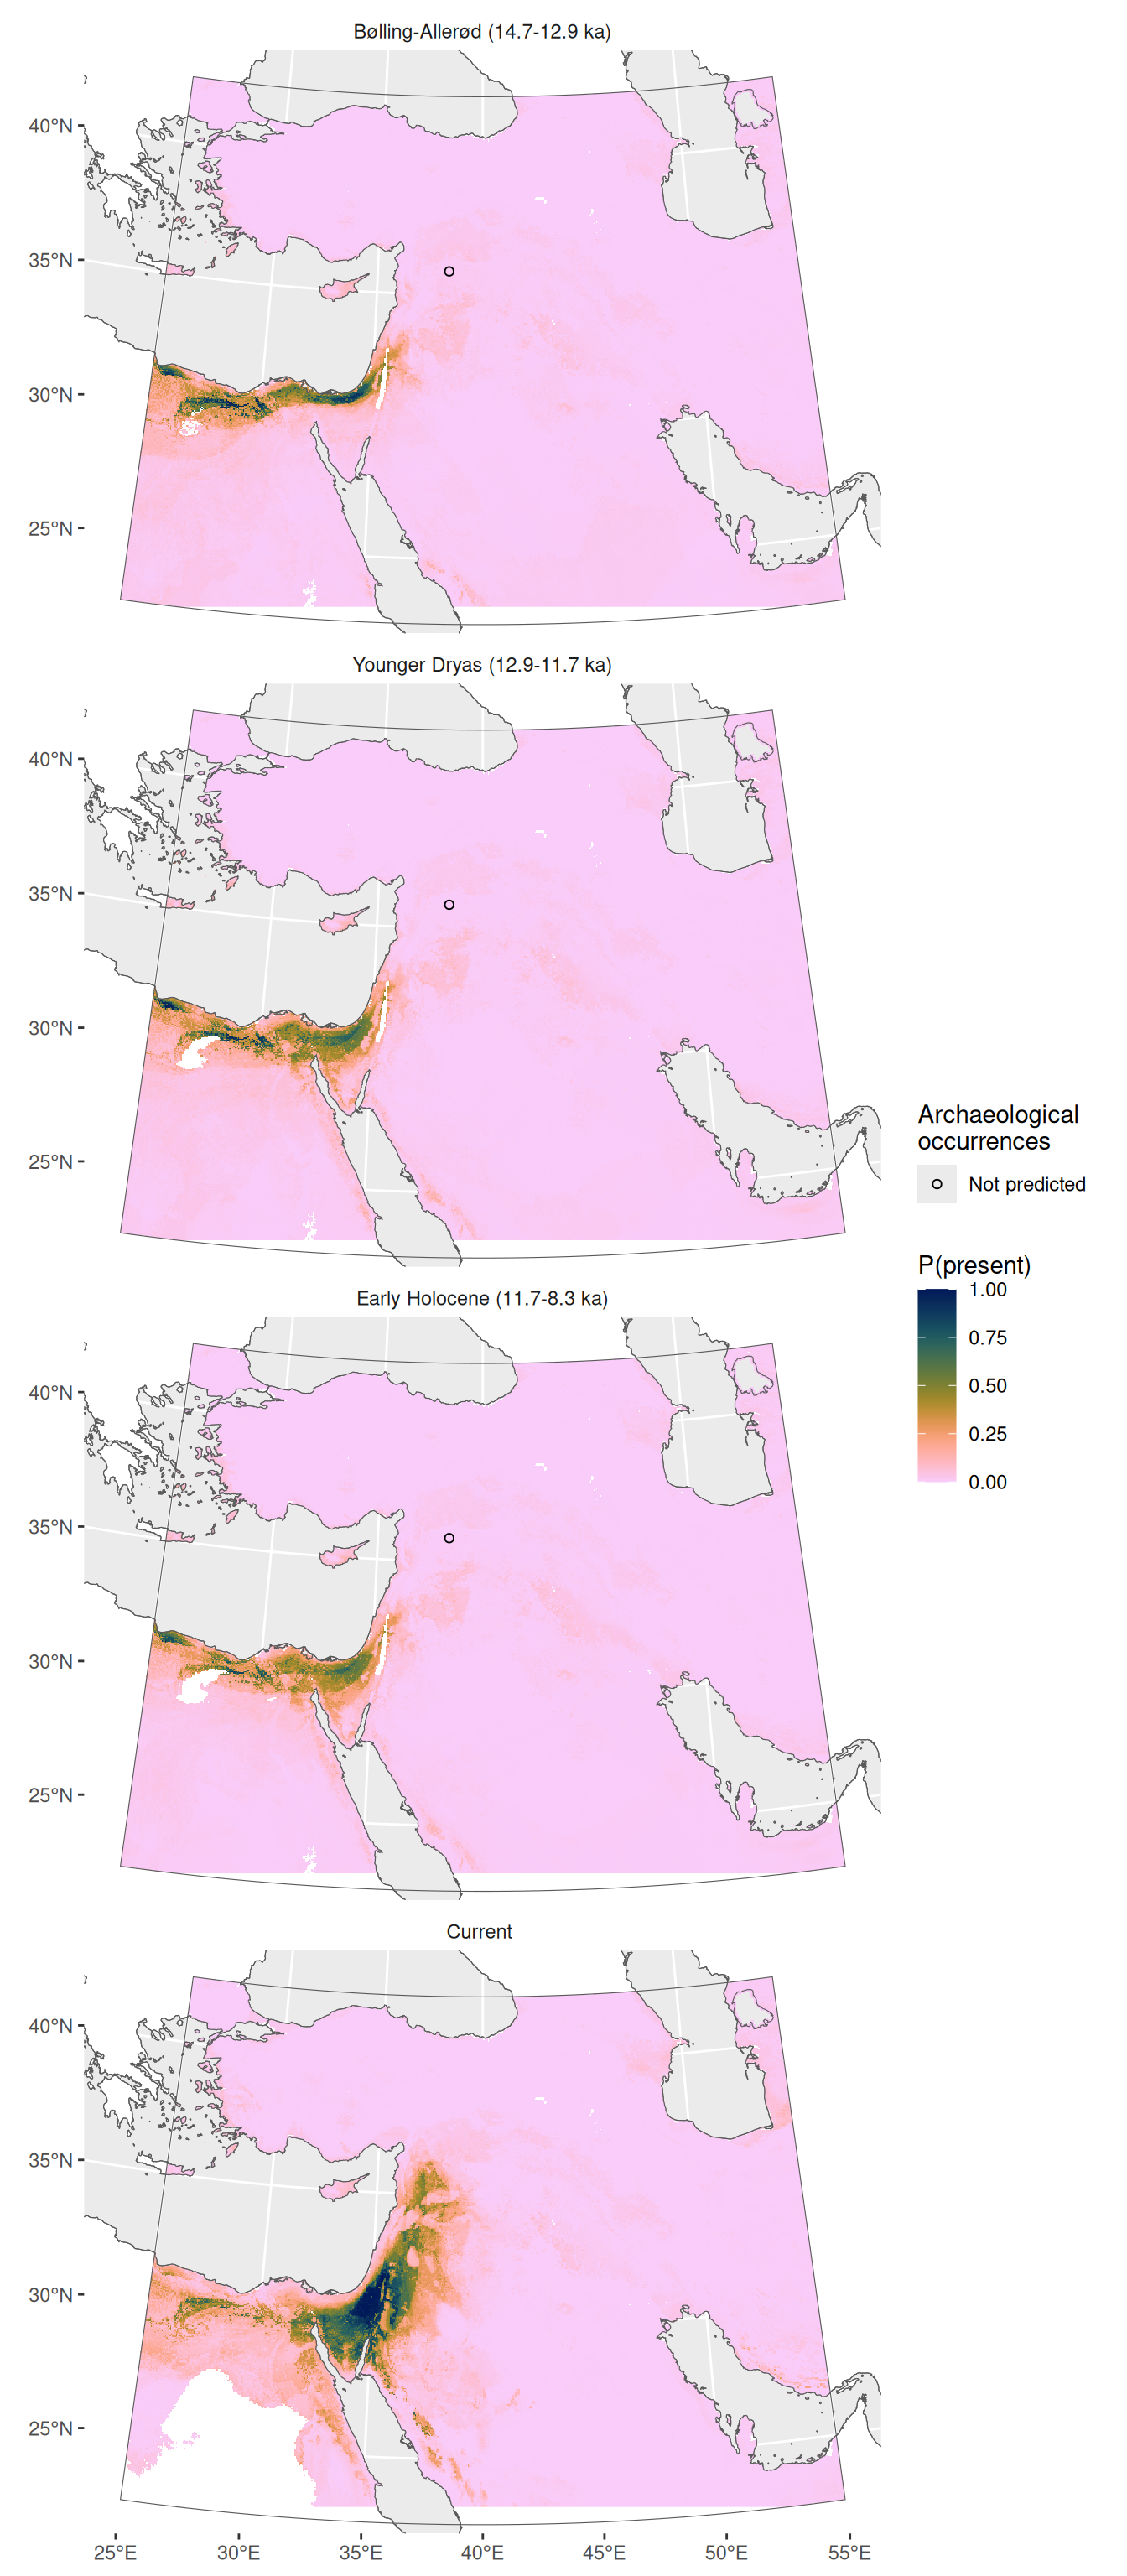 Bølling-Allerød (14.7-12.9 ka)
40°N
35°N
30°N
25°N
Younger Dryas (12.9-11.7 ka)
40°N
35°N
30°N
25°N
Archaeological
occurrences
Not predicted
P(present)
1.00
0.75
0.50
0.25
0.00
Early Holocene (11.7-8.3 ka)
40°N
35°N
30°N
25°N
Current
40°N
35°N
30°N
25°N
25°E 30°E 35°E 40°E 45°E 50°E 55°E